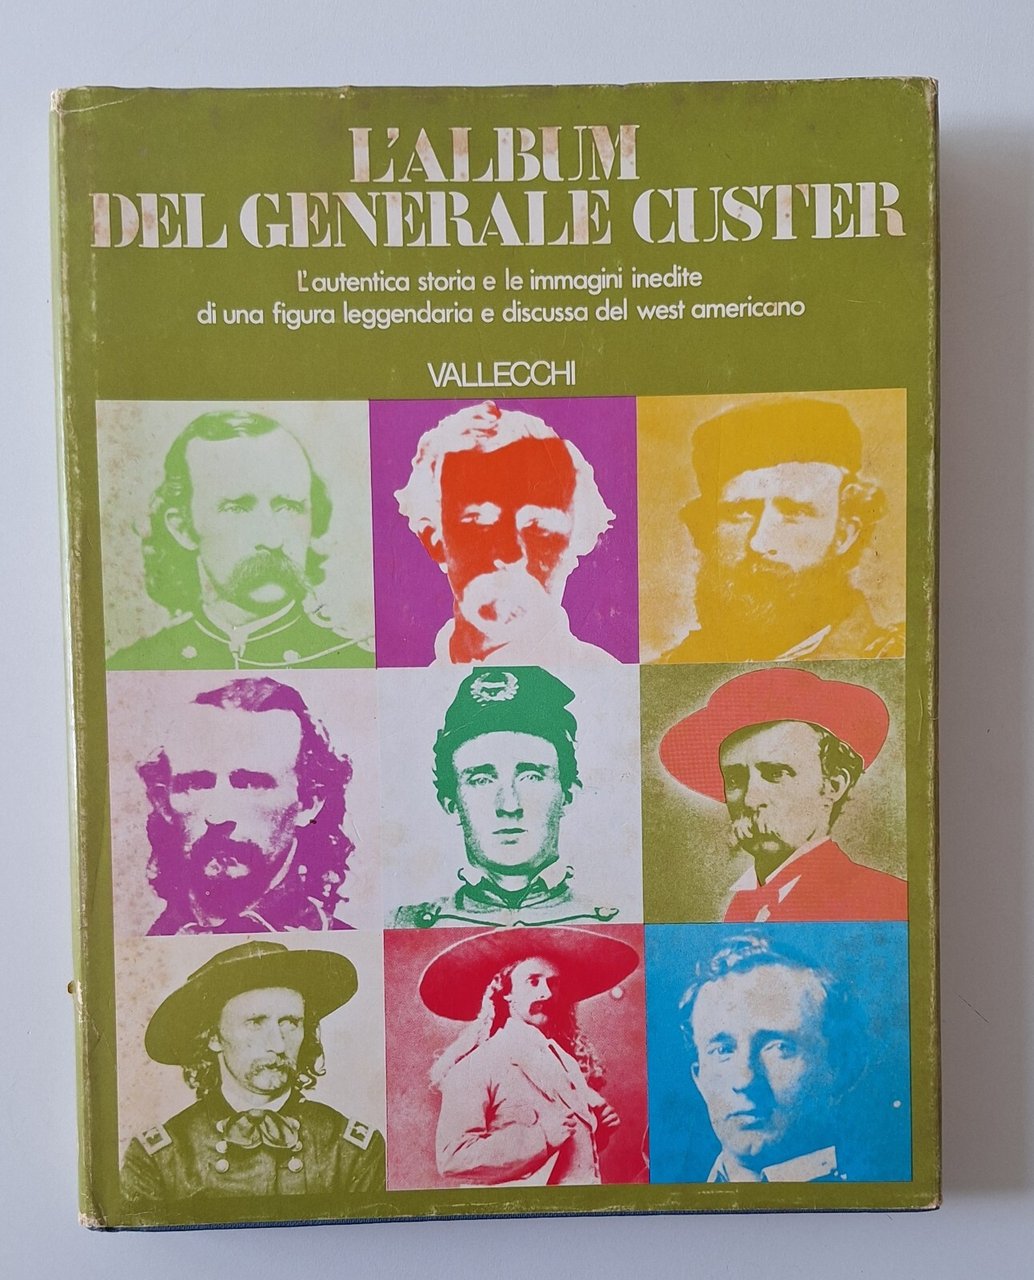 L'ALBUM
DEL GENERALE CUSTER
L'autentica storia e le immagini inedite
di una figura leggendaria e discussa del west americano
VALLECCHI